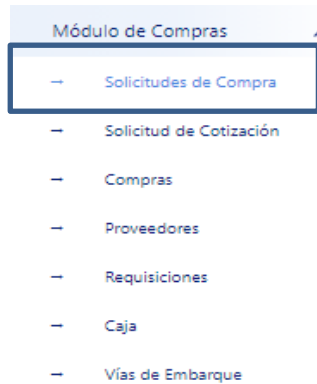 Módulo de Compras
→ Solicitudes de Compra
→ Solicitud de Cotización
→ Compras
→ Proveedores
→ Requisiciones
→ Caja
→ Vías de Embarque